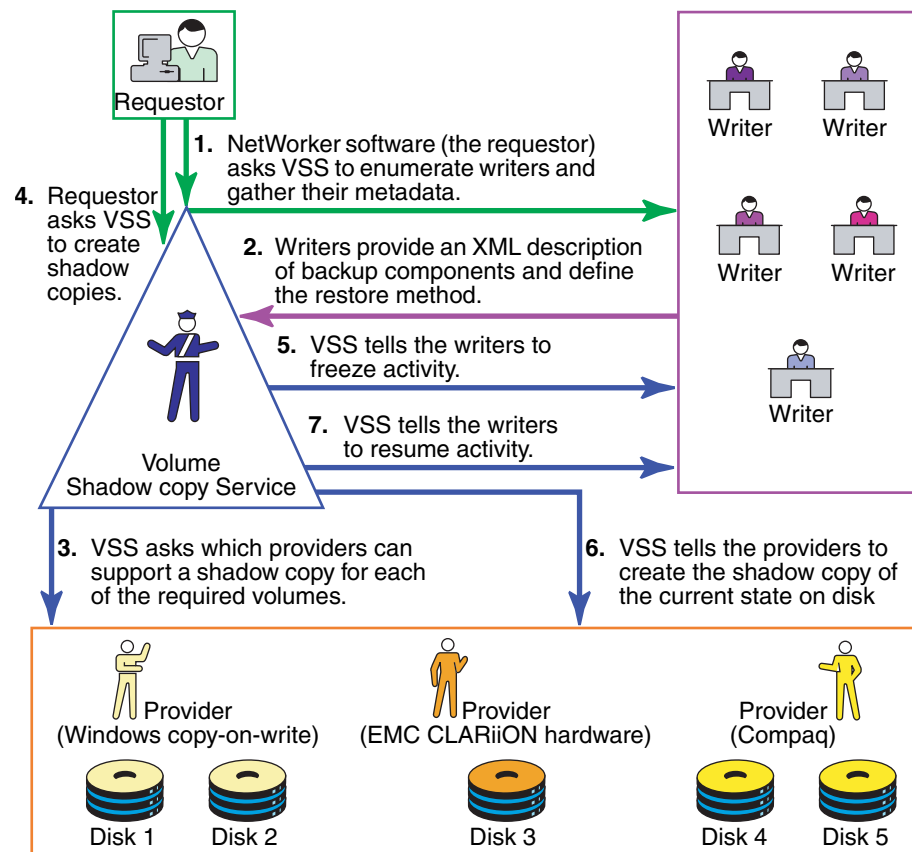 Requestor
Writer
Writer
1. NetWorker software (the requestor)
asks VSS to enumerate writers and
gather their metadata.
4. Requestor
asks VSS
to create
shadow
copies.
2. Writers provide an XML description
of backup components and define
the restore method.
Writer
Writer
5. VSS tells the writers to
freeze activity.
Writer
7. VSS tells the writers
to resume activity.
Volume
Shadow copy Service
3. VSS asks which providers can
support a shadow copy for each
of the required volumes.
6. VSS tells the providers to
create the shadow copy of
the current state on disk
Provider
(Windows copy-on-write)
Provider
(EMC CLARiiON hardware)
Provider
(Compaq)
Disk 1
Disk 2
Disk 3
Disk 4
Disk 5